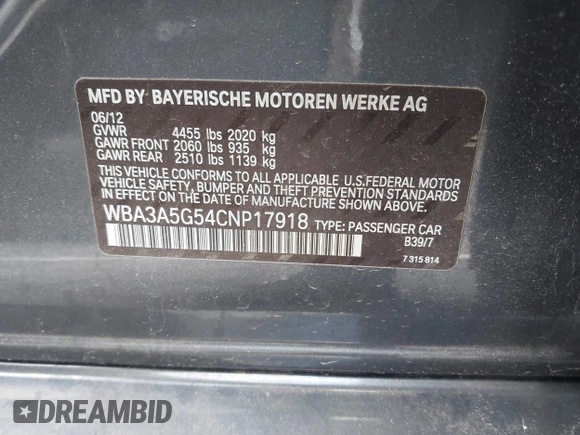 MFD BY BAYERISCHE MOTOREN WERKE AG
06/12
GVWR 4455 lbs 2020 kg
GAWR FRONT 2060 lbs 935 kg
GAWR REAR 2510 lbs 1139 kg
THIS VEHICLE CONFORMS TO ALL APPLICABLE U.S.FEDERAL MOTOR
VEHICLE SAFETY, BUMPER AND THEFT PREVENTION STANDARDS
IN EFFECT ON THE DATE OF MANUFACTURE SHOWN ABOVE.
WBA3A5G54CNP17918 TYPE: PASSENGER CAR
B39/7
7 315 814
DREAMBID